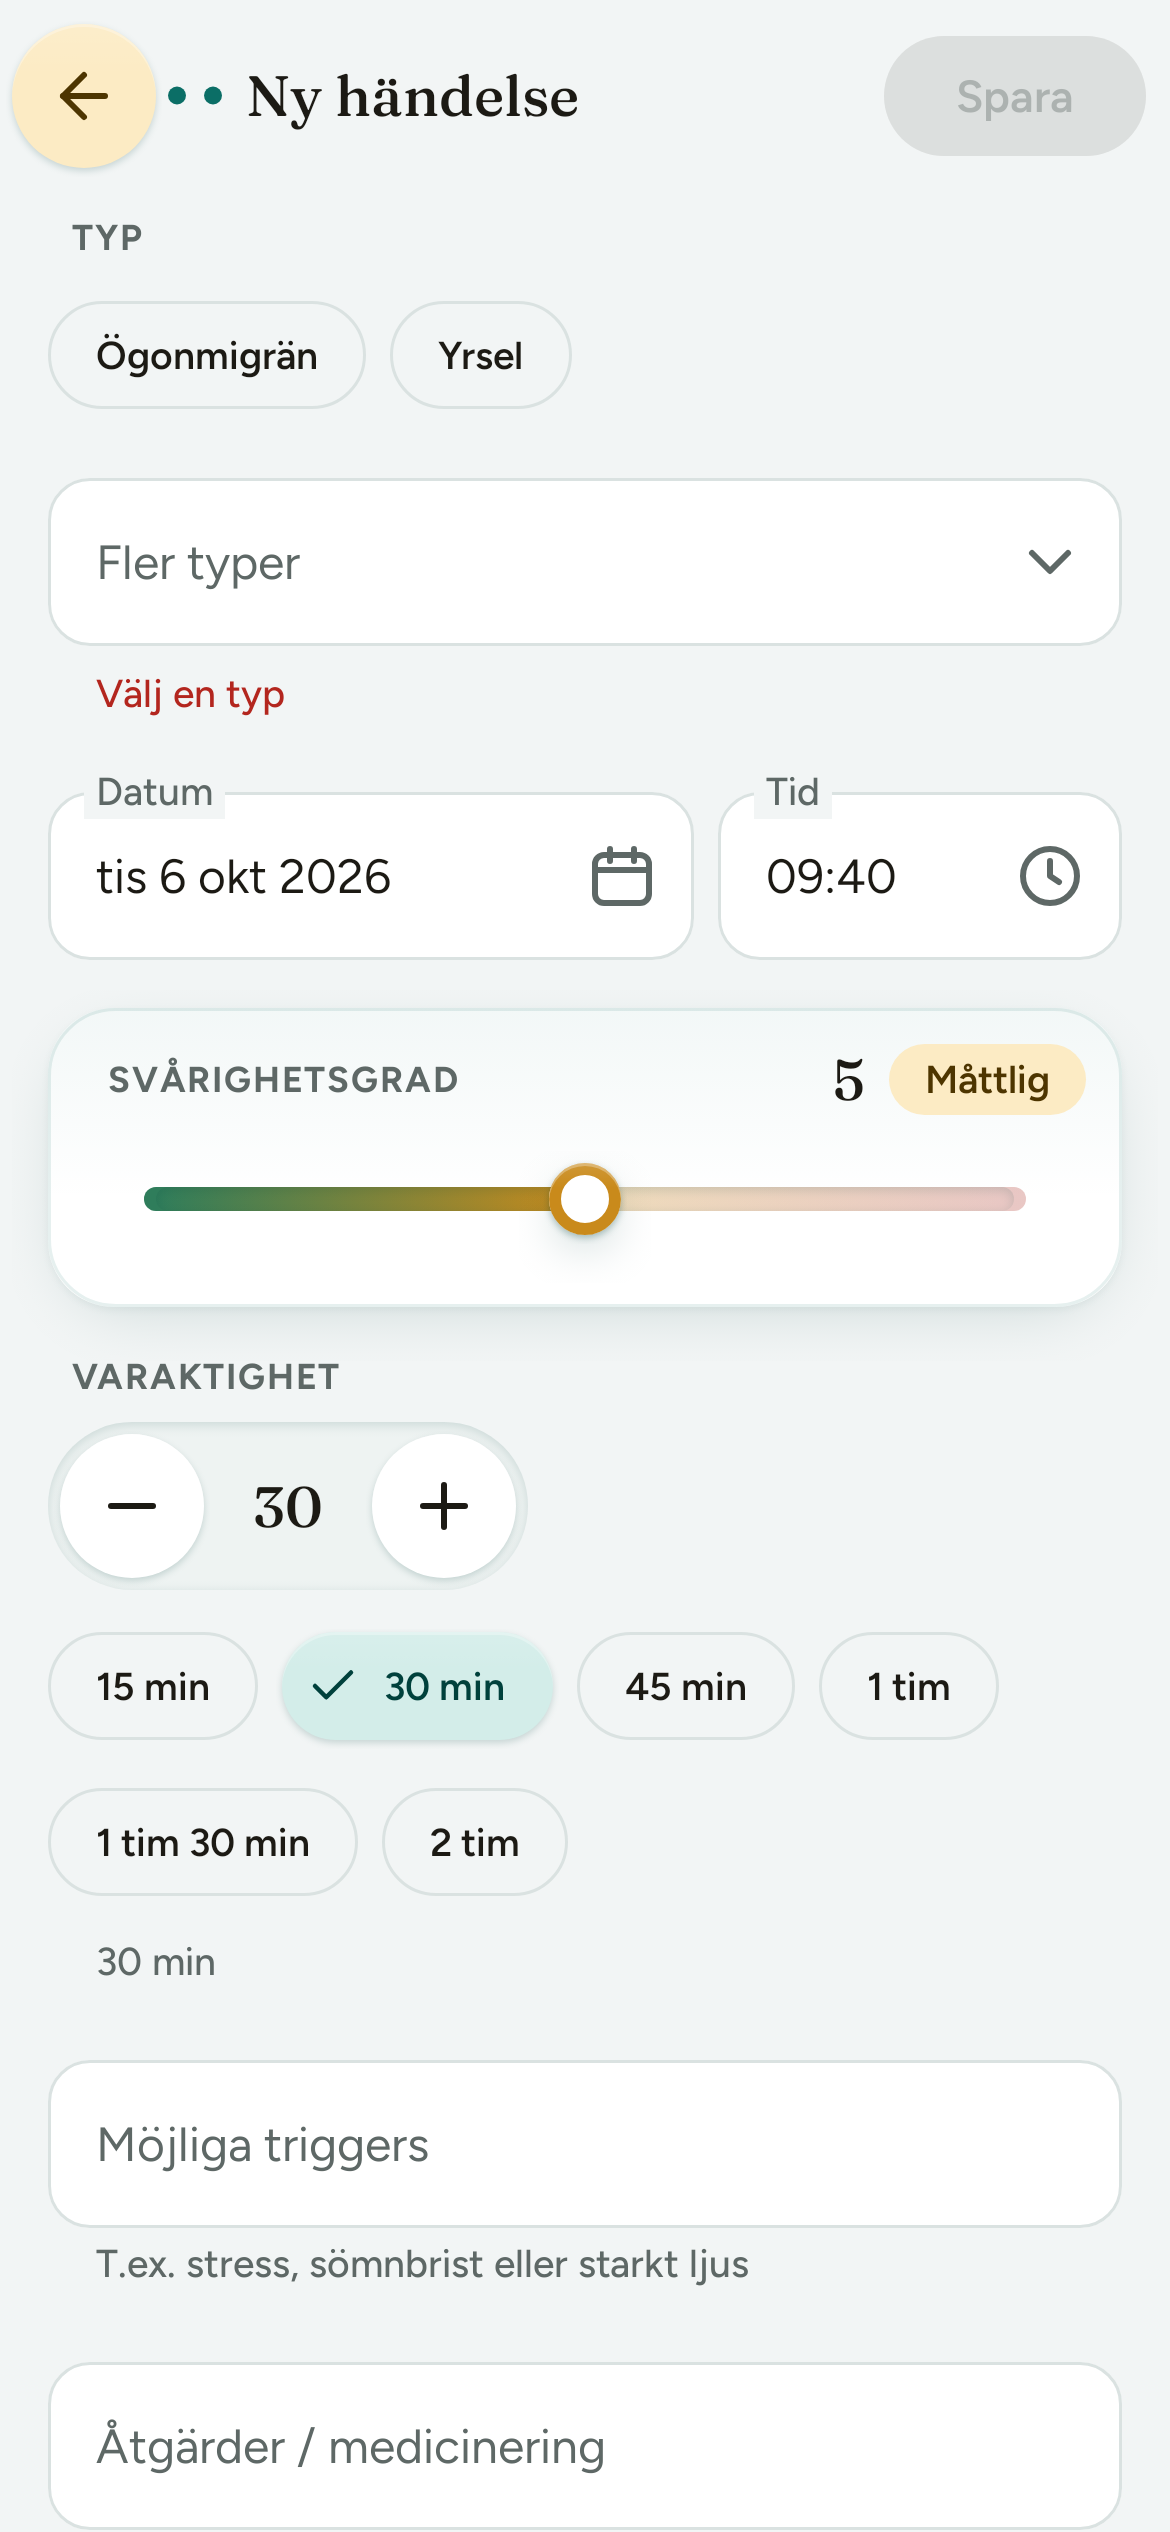 Ny händelse
Spara
TYP
Ögonmigrän
Yrsel
Fler typer
Välj en typ
Datum
Tid
tis 6 okt 2026
09:40
SVÅRIGHETSGRAD
5
Måttlig
VARAKTIGHET
30
15 min
30 min
45 min
1 tim
1 tim 30 min
2 tim
30 min
Möjliga triggers
T.ex. stress, sömnbrist eller starkt ljus
Åtgärder / medicinering